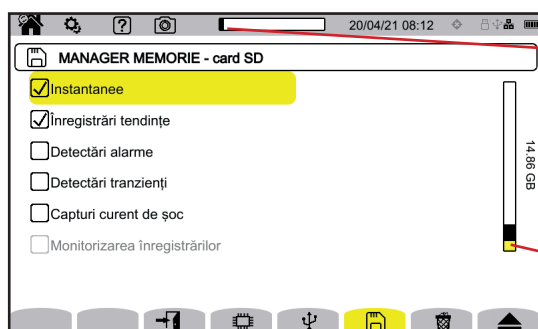 20/04/21 08:12
MANAGER MEMORIE - card SD
Instantanee
Înregistrări tendințe
Detectări alarme
Detectări tranzienți
Capturi curent de șoc
Monitorizarea înregistrărilor
14.86 GB